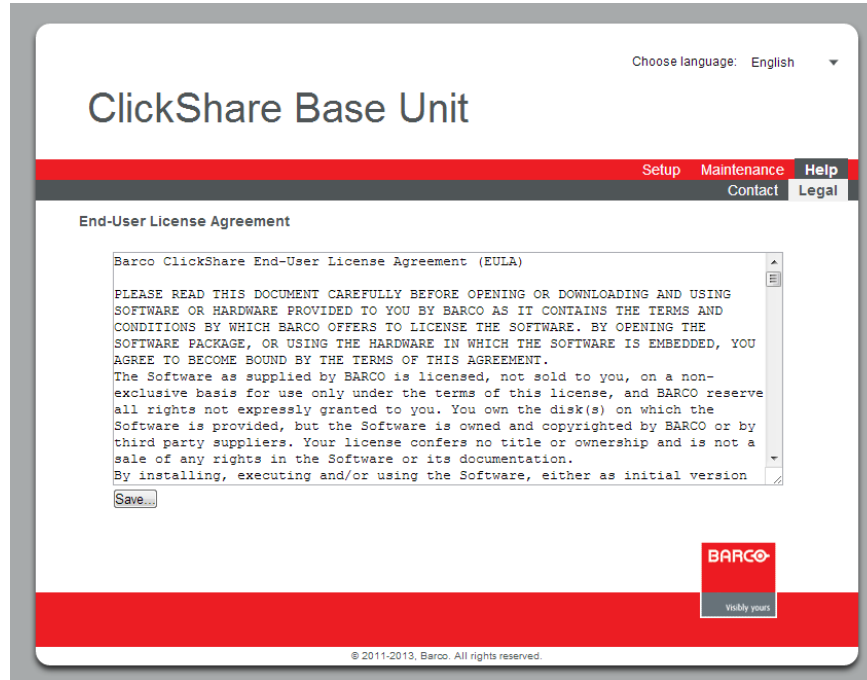 Choose language: English
ClickShare Base Unit
Setup Maintenance Help
Contact Legal
End-User License Agreement
Barco ClickShare End-User License Agreement (EULA)
PLEASE READ THIS DOCUMENT CAREFULLY BEFORE OPENING OR DOWNLOADING AND USING
SOFTWARE OR HARDWARE PROVIDED TO YOU BY BARCO AS IT CONTAINS THE TERMS AND
CONDITIONS BY WHICH BARCO OFFERS TO LICENSE THE SOFTWARE. BY OPENING THE
SOFTWARE PACKAGE, OR USING THE HARDWARE IN WHICH THE SOFTWARE IS EMBEDDED, YOU
AGREE TO BECOME BOUND BY THE TERMS OF THIS AGREEMENT.
The Software as supplied by BARCO is licensed, not sold to you, on a non-
exclusive basis for use only under the terms of this license, and BARCO reserve
all rights not expressly granted to you. You own the disk(s) on which the
Software is provided, but the Software is owned and copyrighted by BARCO or by
third party suppliers. Your license confers no title or ownership and is not a
sale of any rights in the Software or its documentation.
By installing, executing and/or using the Software, either as initial version
Save...
BARCO
Visibly yours
© 2011-2013, Barco. All rights reserved.